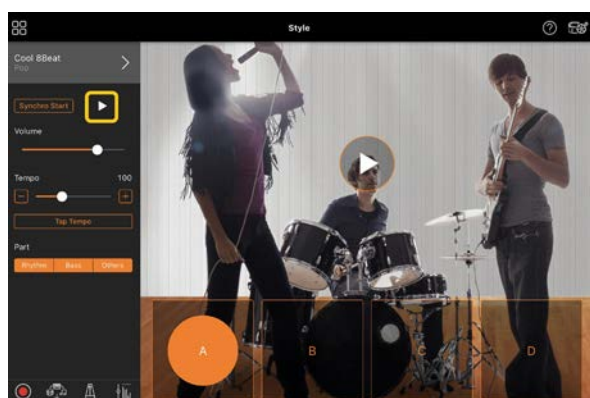 Style
Cool 8Beat
Pop
Synchro Start
Volume
Tempo 100
Tap Tempo
Part
Rhythm Bass Others
A B C D